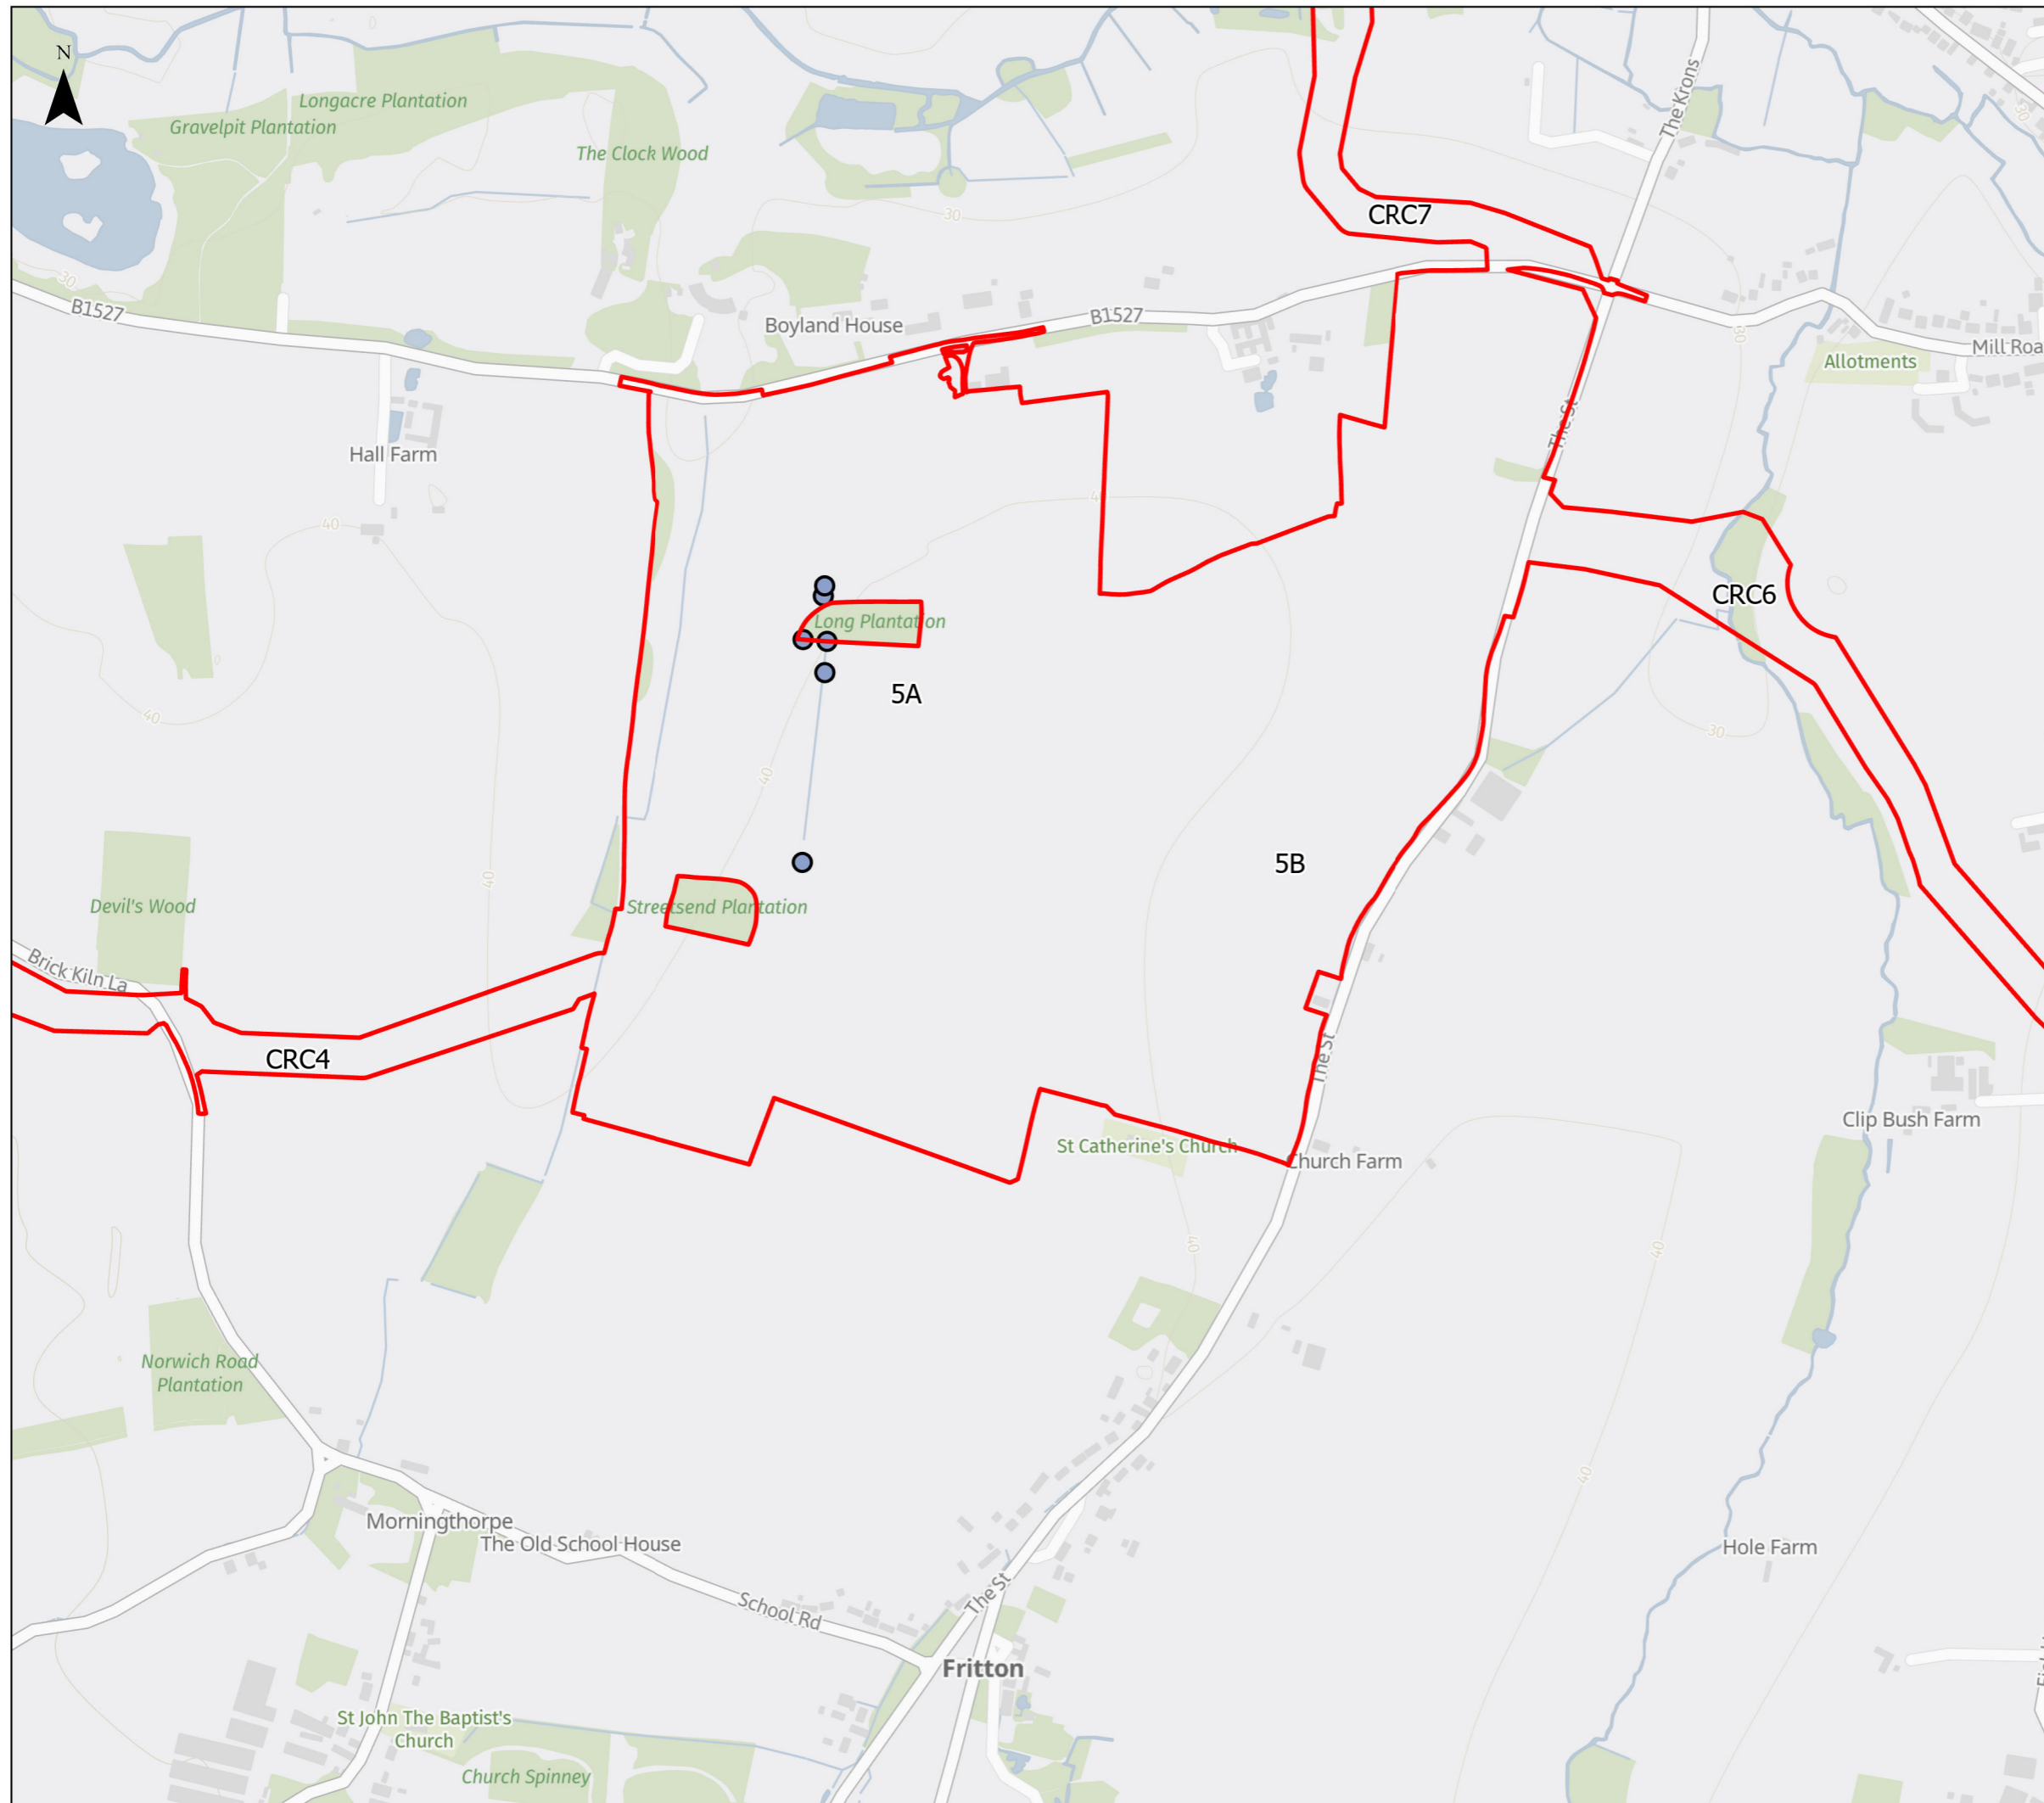 N
Longacre Plantation
Gravelpit Plantation
The Clock Wood
The Krons
30
30
CRC7
30
B1527
Boyland House
B1527
30
Mill Roa
Allotments
The St
Hall Farm
40
40
CRC6
Long Plantation
5A
40
30
40
5B
40
Devil's Wood
Streetsend Plantation
Brick Kiln La
CRC4
The St
Clip Bush Farm
St Catherine's Church
Church Farm
40
40
Norwich Road
Plantation
40
Morningthorpe
The Old School House
Hole Farm
School Rd
The St
Fritton
St John The Baptist's
Church
Church Spinney